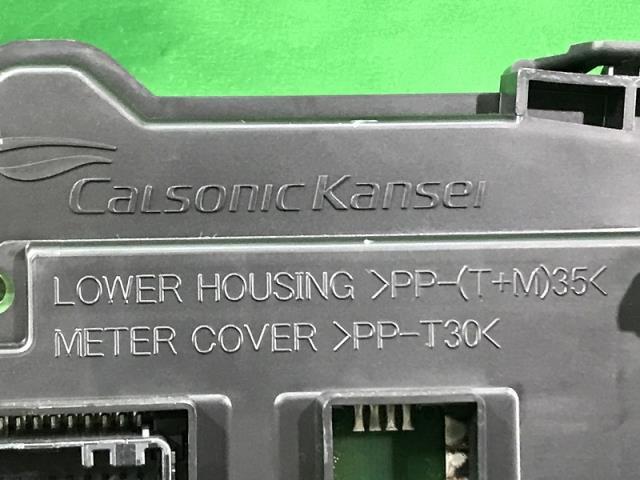 CalsonicKansei
LOWER HOUSING >PP-(T+M)35<
METER COVER >PP-T30<